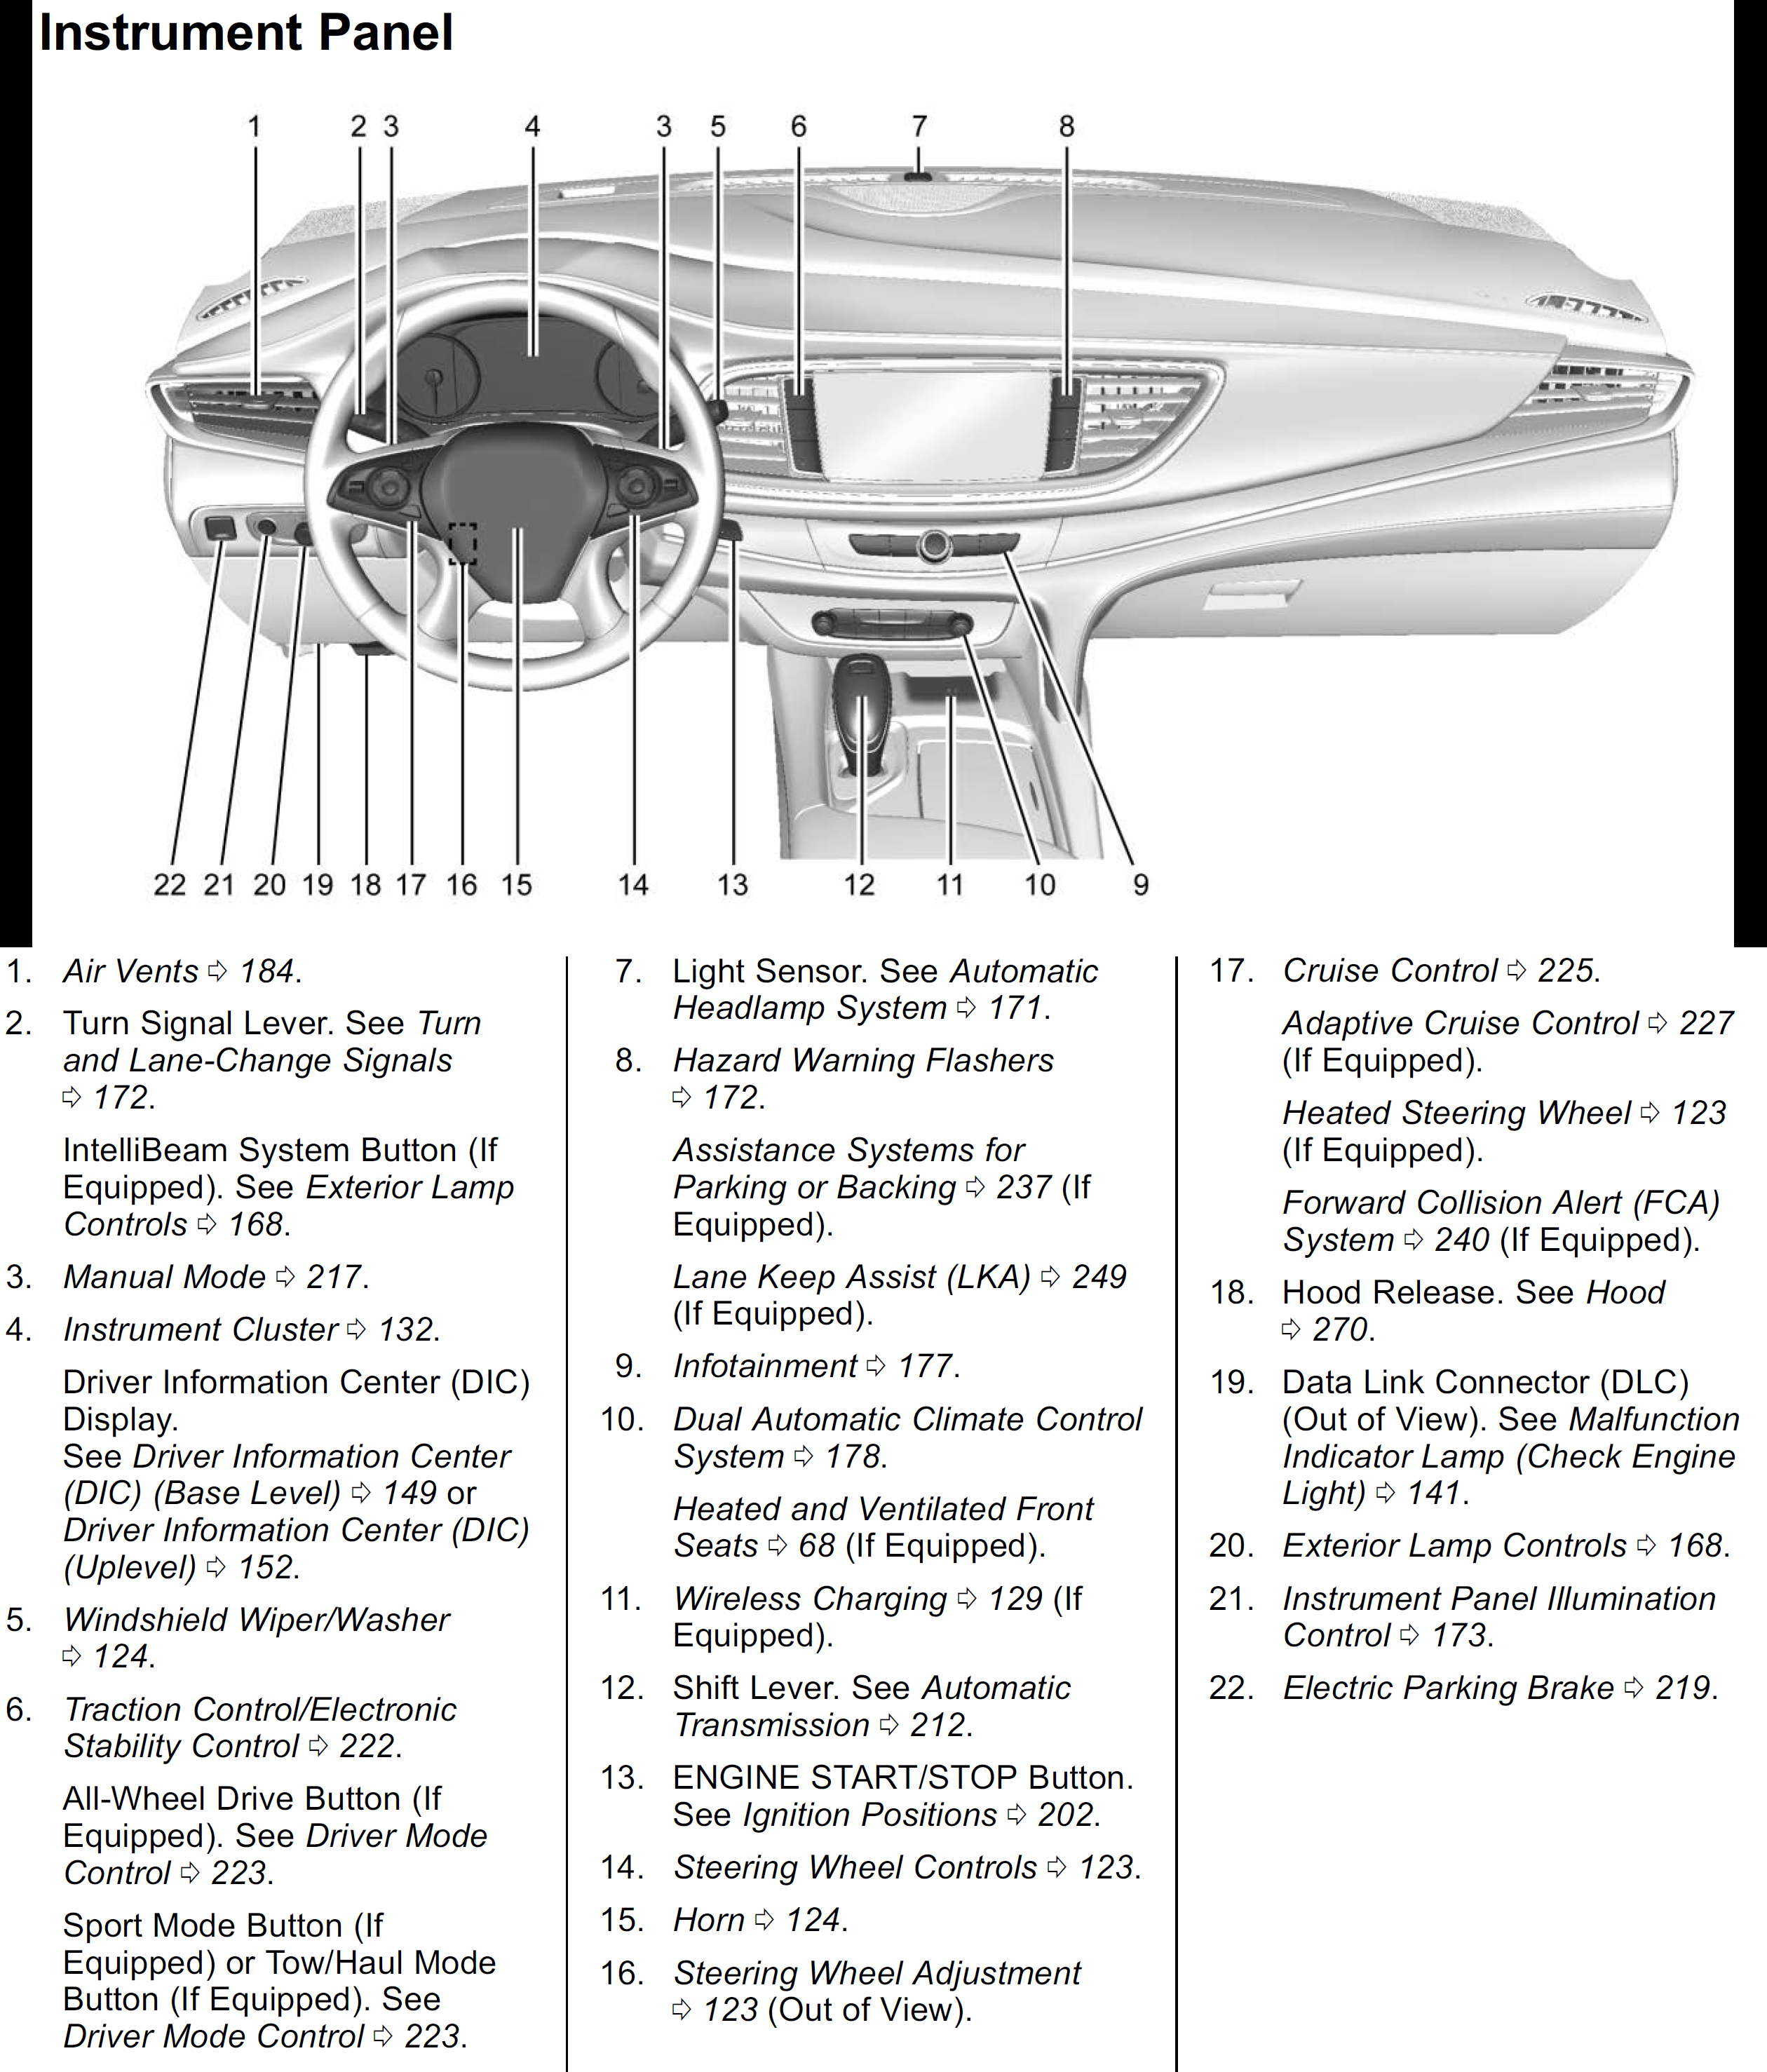 Instrument Panel
1 2 3 4 3 5 6 7 8
22 21 20 19 18 17 16 15 14 13 12 11 10 9
1. Air Vents ⇨ 184.
2. Turn Signal Lever. See Turn
and Lane-Change Signals
⇨ 172.
IntelliBeam System Button (If
Equipped). See Exterior Lamp
Controls ⇨ 168.
3. Manual Mode ⇨ 217.
4. Instrument Cluster ⇨ 132.
Driver Information Center (DIC)
Display.
See Driver Information Center
(DIC) (Base Level) ⇨ 149 or
Driver Information Center (DIC)
(Uplevel) ⇨ 152.
5. Windshield Wiper/Washer
⇨ 124.
6. Traction Control/Electronic
Stability Control ⇨ 222.
All-Wheel Drive Button (If
Equipped). See Driver Mode
Control ⇨ 223.
Sport Mode Button (If
Equipped) or Tow/Haul Mode
Button (If Equipped). See
Driver Mode Control ⇨ 223.
7. Light Sensor. See Automatic
Headlamp System ⇨ 171.
8. Hazard Warning Flashers
⇨ 172.
Assistance Systems for
Parking or Backing ⇨ 237 (If
Equipped).
Lane Keep Assist (LKA) ⇨ 249
(If Equipped).
9. Infotainment ⇨ 177.
10. Dual Automatic Climate Control
System ⇨ 178.
Heated and Ventilated Front
Seats ⇨ 68 (If Equipped).
11. Wireless Charging ⇨ 129 (If
Equipped).
12. Shift Lever. See Automatic
Transmission ⇨ 212.
13. ENGINE START/STOP Button.
See Ignition Positions ⇨ 202.
14. Steering Wheel Controls ⇨ 123.
15. Horn ⇨ 124.
16. Steering Wheel Adjustment
⇨ 123 (Out of View).
17. Cruise Control ⇨ 225.
Adaptive Cruise Control ⇨ 227
(If Equipped).
Heated Steering Wheel ⇨ 123
(If Equipped).
Forward Collision Alert (FCA)
System ⇨ 240 (If Equipped).
18. Hood Release. See Hood
⇨ 270.
19. Data Link Connector (DLC)
(Out of View). See Malfunction
Indicator Lamp (Check Engine
Light) ⇨ 141.
20. Exterior Lamp Controls ⇨ 168.
21. Instrument Panel Illumination
Control ⇨ 173.
22. Electric Parking Brake ⇨ 219.